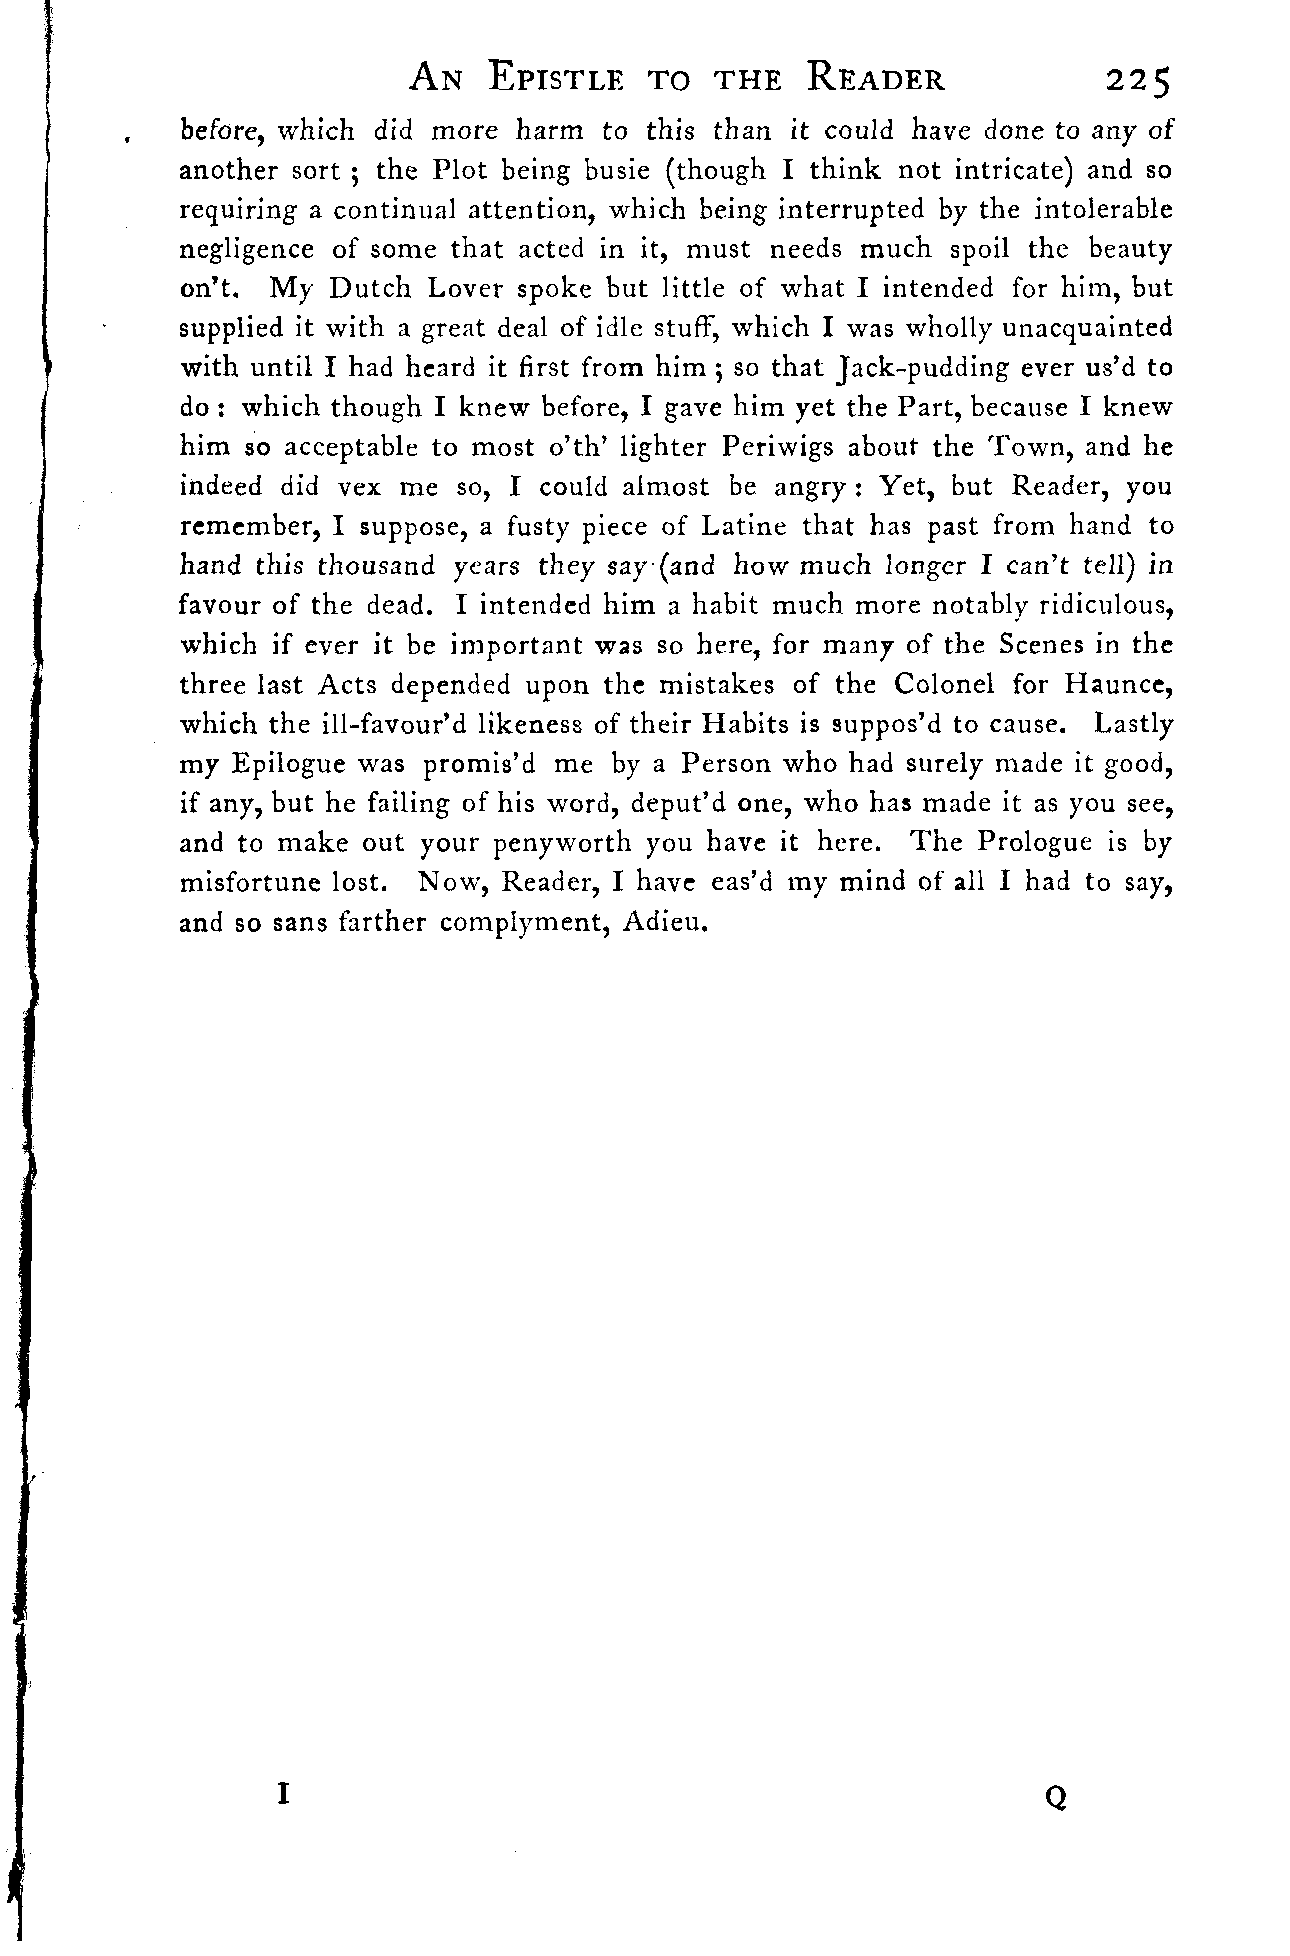 An Epistle to the Reader 225
before, which did more harm to this than it could have done to any of
another sort ; the Plot being busie (though I think not intricate) and so
requiring a continual attention, which being interrupted by the intolerable
negligence of some that acted in it, must needs much spoil the beauty
on't. My Dutch Lover spoke but little of what I intended for him, but
supplied it with a great deal of idle stuff, which I was wholly unacquainted
with until I had heard it first from him ; so that Jack-pudding ever us'd to
do : which though I knew before, I gave him yet the Part, because I knew
him so acceptable to most o'th' lighter Periwigs about the Town, and he
indeed did vex me so, I could almost be angry : Yet, but Reader, you
remember, I suppose, a fusty piece of Latine that has past from hand to
hand this thousand years they say (and how much longer I can't tell) in
favour of the dead. I intended him a habit much more notably ridiculous,
which if ever it be important was so here, for many of the Scenes in the
three last Acts depended upon the mistakes of the Colonel for Haunce,
which the ill-favour'd likeness of their Habits is suppos'd to cause. Lastly
my Epilogue was promis'd me by a Person who had surely made it good,
if any, but he failing of his word, deput'd one, who has made it as you see,
and to make out your penyworth you have it here. The Prologue is by
misfortune lost. Now, Reader, I have eas'd my mind of all I had to say,
and so sans farther complyment, Adieu.
I Q